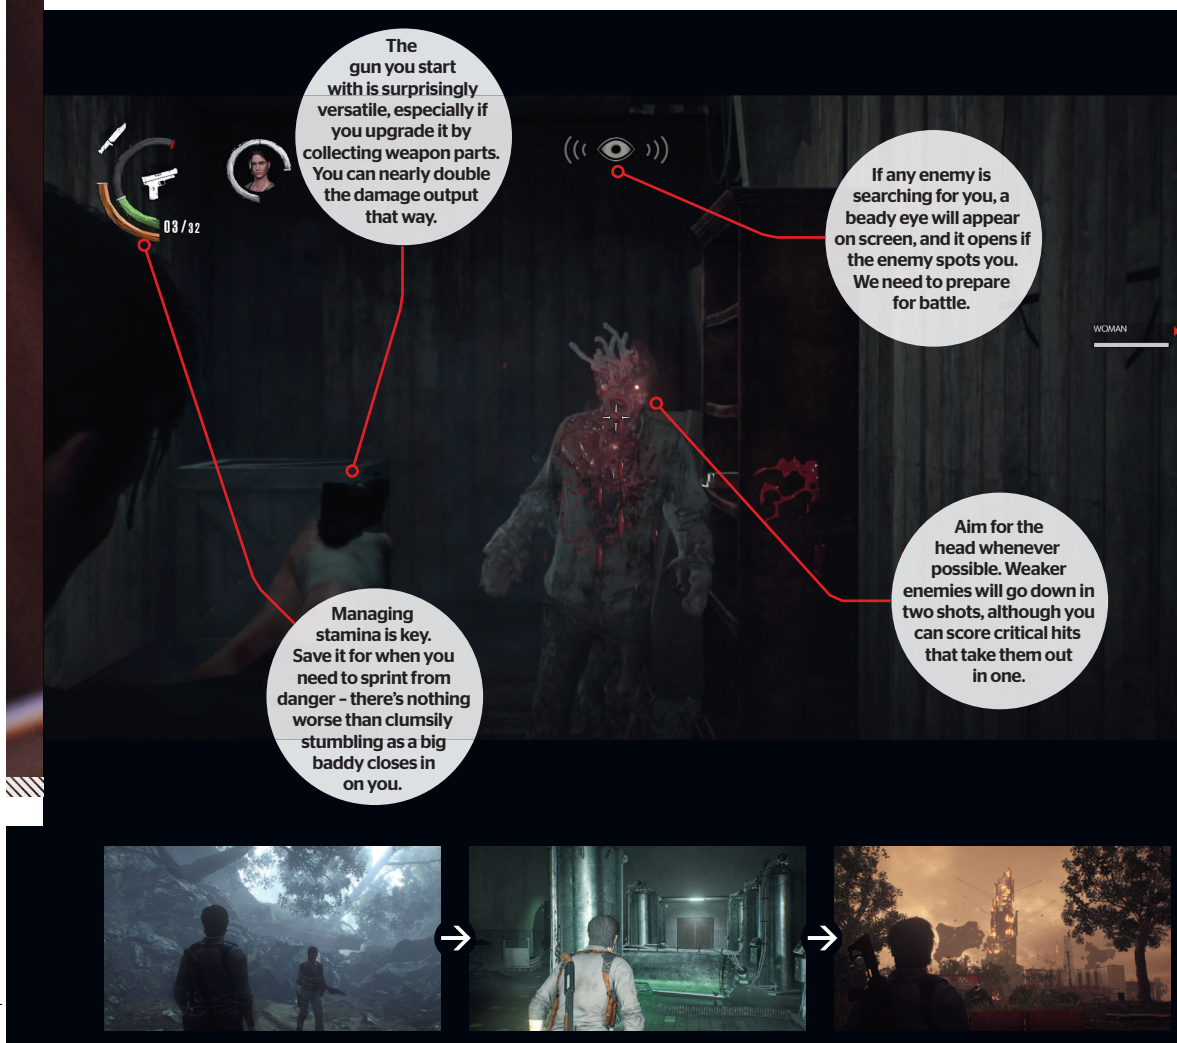 The
gun you start
with is surprisingly
versatile, especially if
you upgrade it by
collecting weapon parts.
You can nearly double
the damage output
that way.
03/32
If any enemy is
searching for you, a
beady eye will appear
on screen, and it opens if
the enemy spots you.
We need to prepare
for battle.
WOMAN
Aim for the
head whenever
possible. Weaker
enemies will go down in
two shots, although you
can score critical hits
that take them out
in one.
Managing
stamina is key.
Save it for when you
need to sprint from
danger – there’s nothing
worse than clumsily
stumbling as a big
baddy closes in
on you.